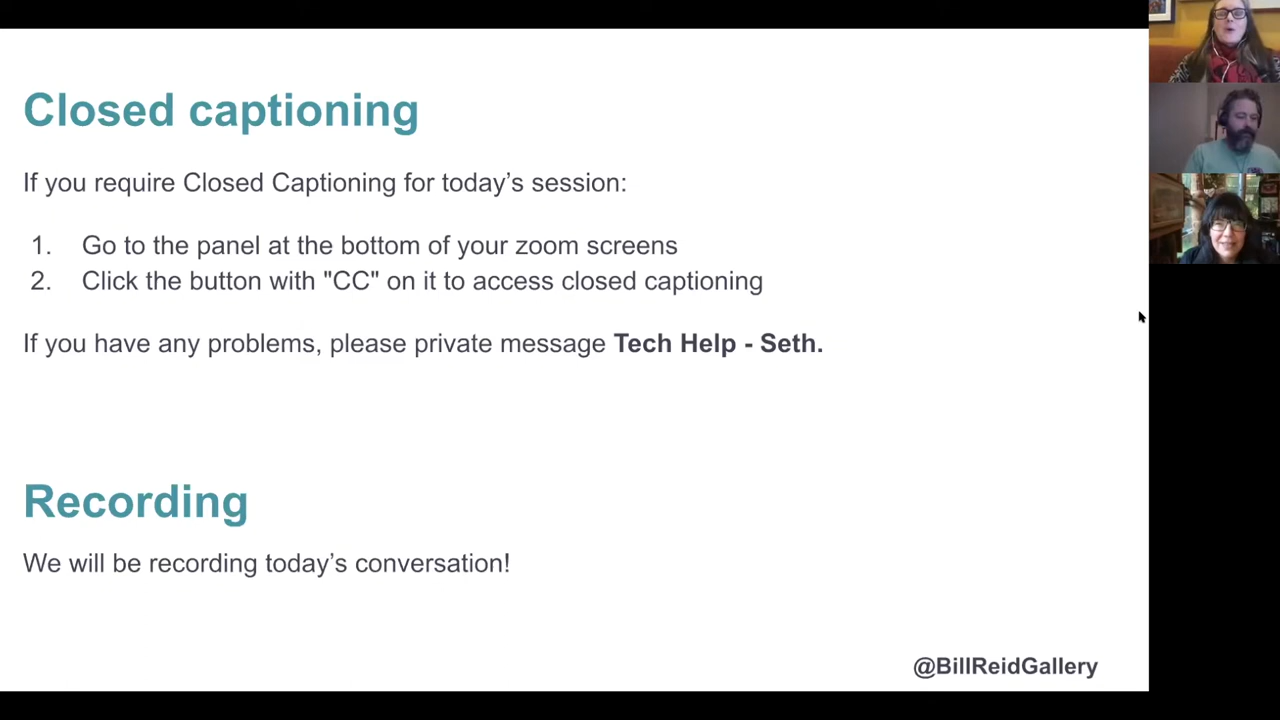 Closed captioning
If you require Closed Captioning for today’s session:
1. Go to the panel at the bottom of your zoom screens
2. Click the button with "CC" on it to access closed captioning
If you have any problems, please private message Tech Help - Seth.
Recording
We will be recording today’s conversation!
@BillReidGallery